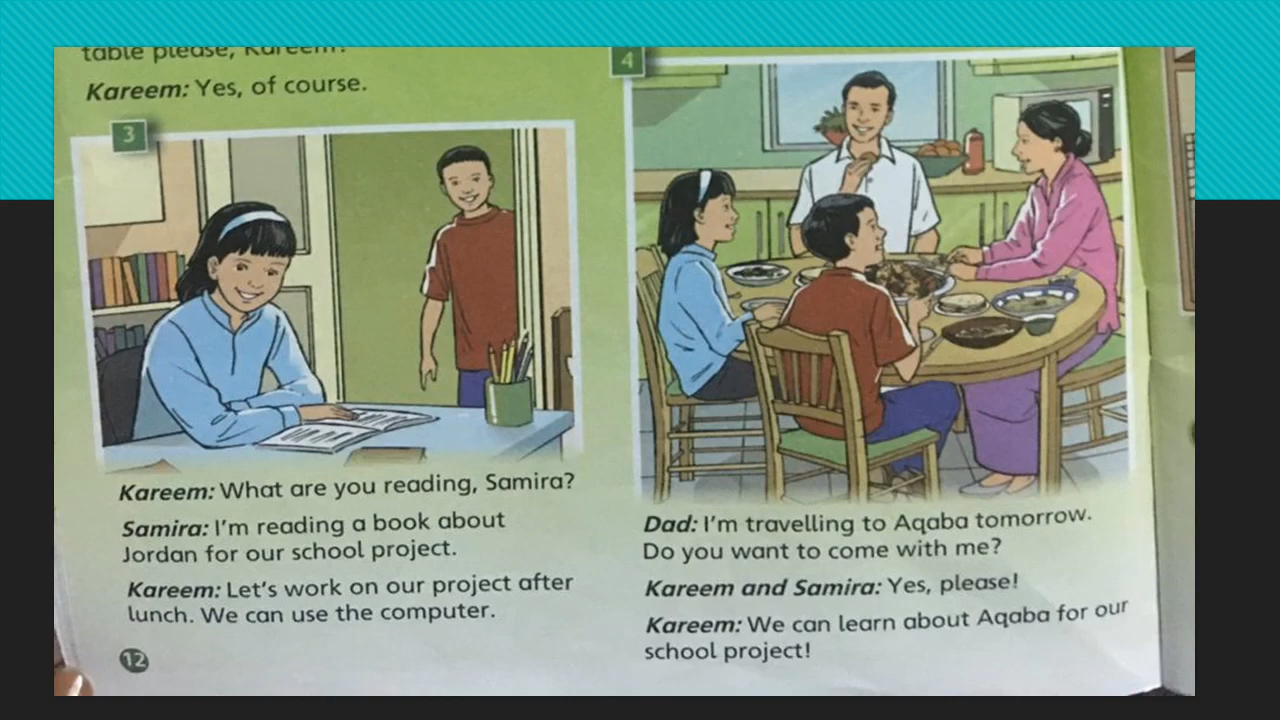 table please, Kareem?
Kareem: Yes, of course.
3
Kareem: What are you reading, Samira?
Samira: I'm reading a book about
Jordan for our school project.
Kareem: Let's work on our project after
lunch. We can use the computer.
12
4
Dad: I'm travelling to Aqaba tomorrow.
Do you want to come with me?
Kareem and Samira: Yes, please!
Kareem: We can learn about Aqaba for our
school project!